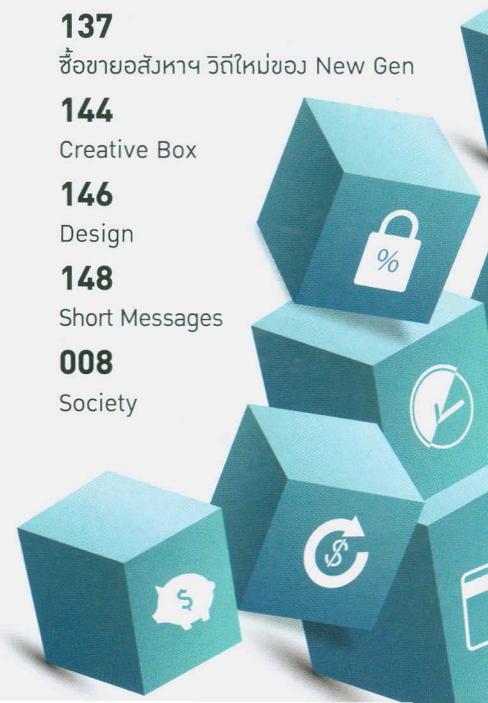 137
ซื้อขายอสังหาฯ วิถีใหม่ของ New Gen
144
Creative Box
146
Design
148
Short Messages
008
Society
%
$
$